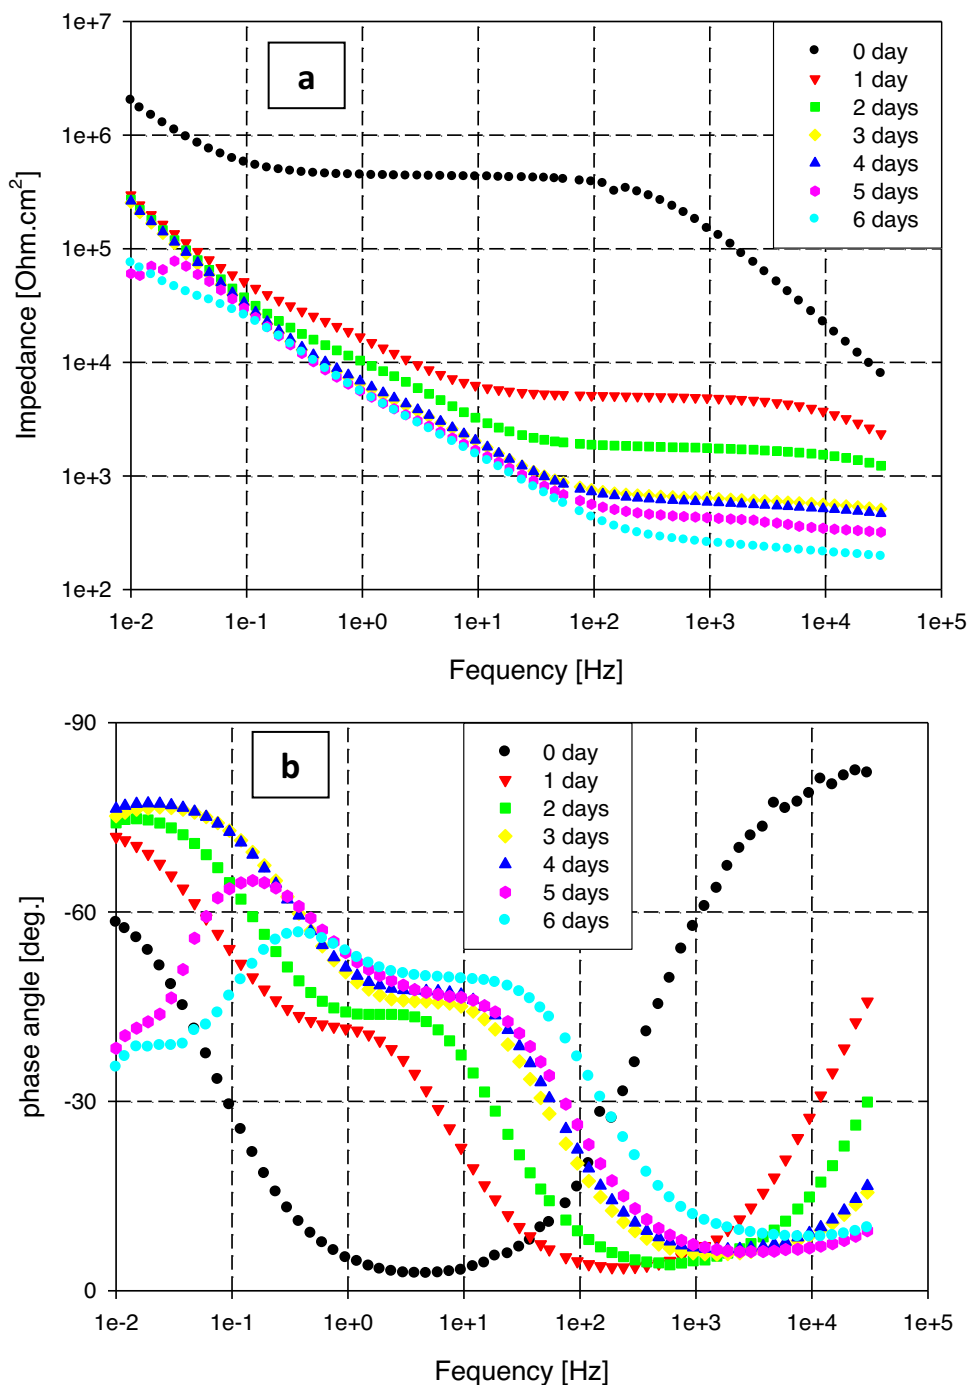 a
1e+7
1e+6
1e+5
1e+4
1e+3
1e+2
Impedance [Ohm.cm²]
0 day
1 day
2 days
3 days
4 days
5 days
6 days
1e-2 1e-1 1e+0 1e+1 1e+2 1e+3 1e+4 1e+5
Fequency [Hz]
b
-90
-60
-30
0
phase angle [deg.]
0 day
1 day
2 days
3 days
4 days
5 days
6 days
1e-2 1e-1 1e+0 1e+1 1e+2 1e+3 1e+4 1e+5
Fequency [Hz]